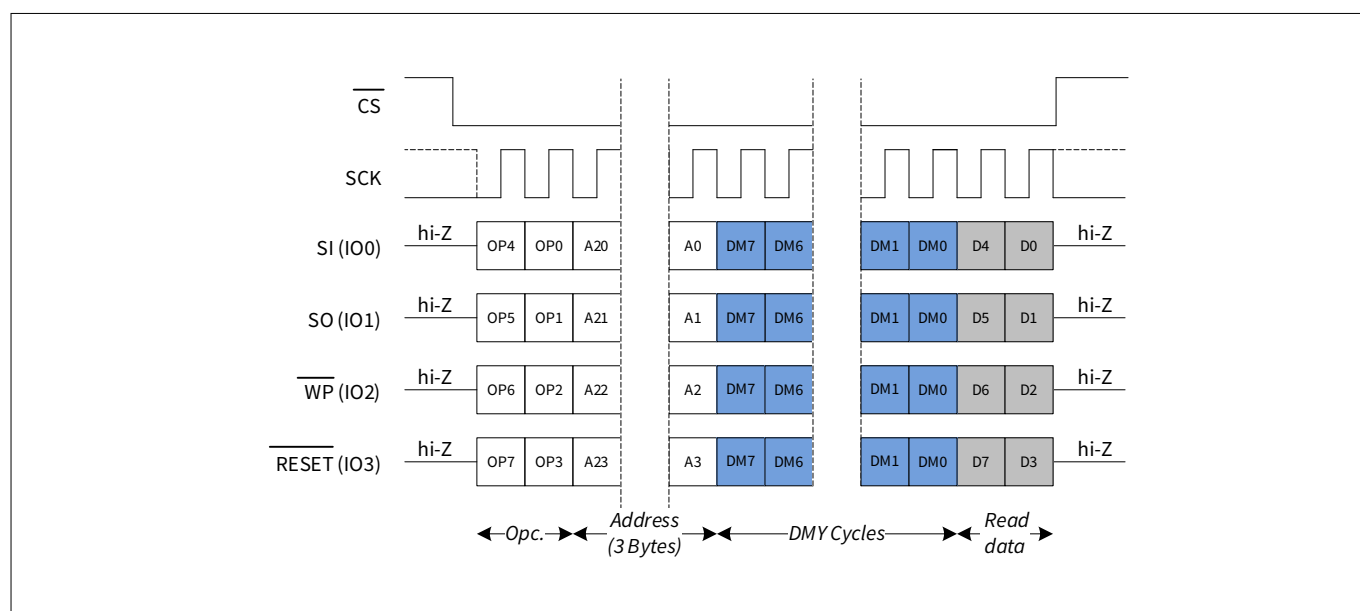 CS
SCK
SI (IO0) hi-Z OP4 OP0 A20 A0 DM7 DM6 DM1 DM0 D4 D0 hi-Z
SO (IO1) hi-Z OP5 OP1 A21 A1 DM7 DM6 DM1 DM0 D5 D1 hi-Z
WP (IO2) hi-Z OP6 OP2 A22 A2 DM7 DM6 DM1 DM0 D6 D2 hi-Z
RESET (IO3) hi-Z OP7 OP3 A23 A3 DM7 DM6 DM1 DM0 D7 D3 hi-Z
Opc. Address (3 Bytes) DMY Cycles Read data